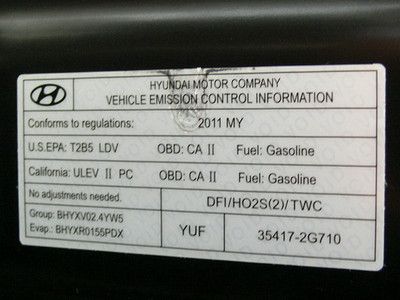 HYUNDAI MOTOR COMPANY
VEHICLE EMISSION CONTROL INFORMATION
Conforms to regulations: 2011 MY
U.S.EPA: T2B5 LDV OBD: CA II Fuel: Gasoline
California: ULEV II PC OBD: CA II Fuel: Gasoline
No adjustments needed. DFI/HO2S(2)/TWC
Group: BHYXV02.4YW5
Evap.: BHYXR0155PDX YUF 35417-2G710